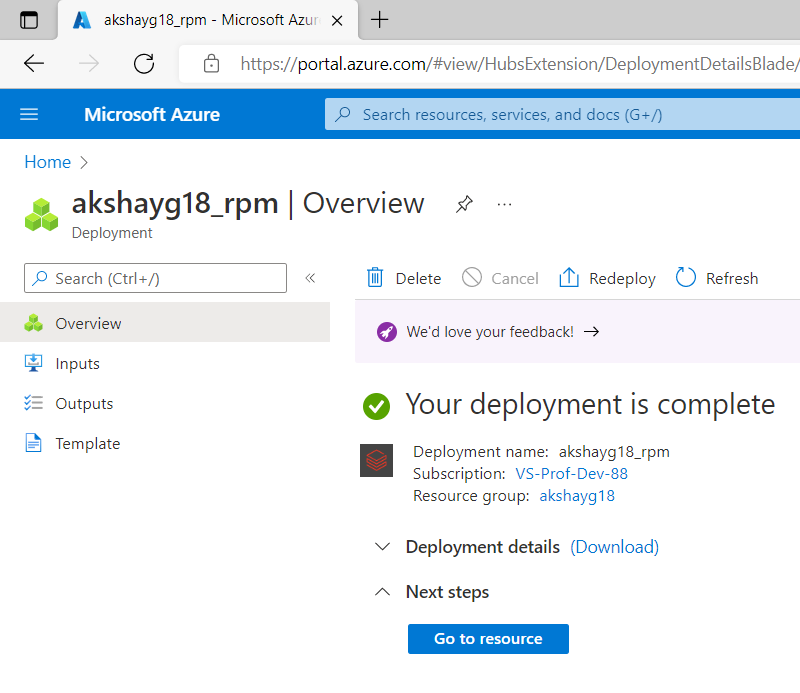 akshayg18_rpm - Microsoft Azur
https://portal.azure.com/#view/HubsExtension/DeploymentDetailsBlade/
Microsoft Azure
Search resources, services, and docs (G+/)
Home
akshayg18_rpm | Overview
...
Deployment
Search (Ctrl+/)
«
Delete
Cancel
Redeploy
Refresh
Overview
Inputs
Outputs
Template
We'd love your feedback! →
Your deployment is complete
Deployment name: akshayg18_rpm
Subscription: VS-Prof-Dev-88
Resource group: akshayg18
Deployment details (Download)
Next steps
Go to resource